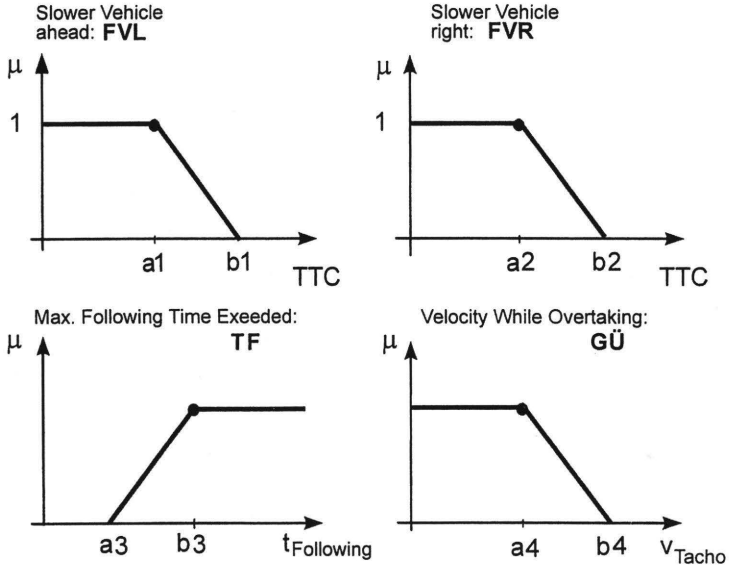 Slower Vehicle
ahead: FVL
μ
1
a1 b1
TTC
Slower Vehicle
right: FVR
μ
1
a2 b2
TTC
Max. Following Time Exeeded:
TF
μ
a3 b3 tFollowing
Velocity While Overtaking:
GÜ
μ
a4 b4 vTacho